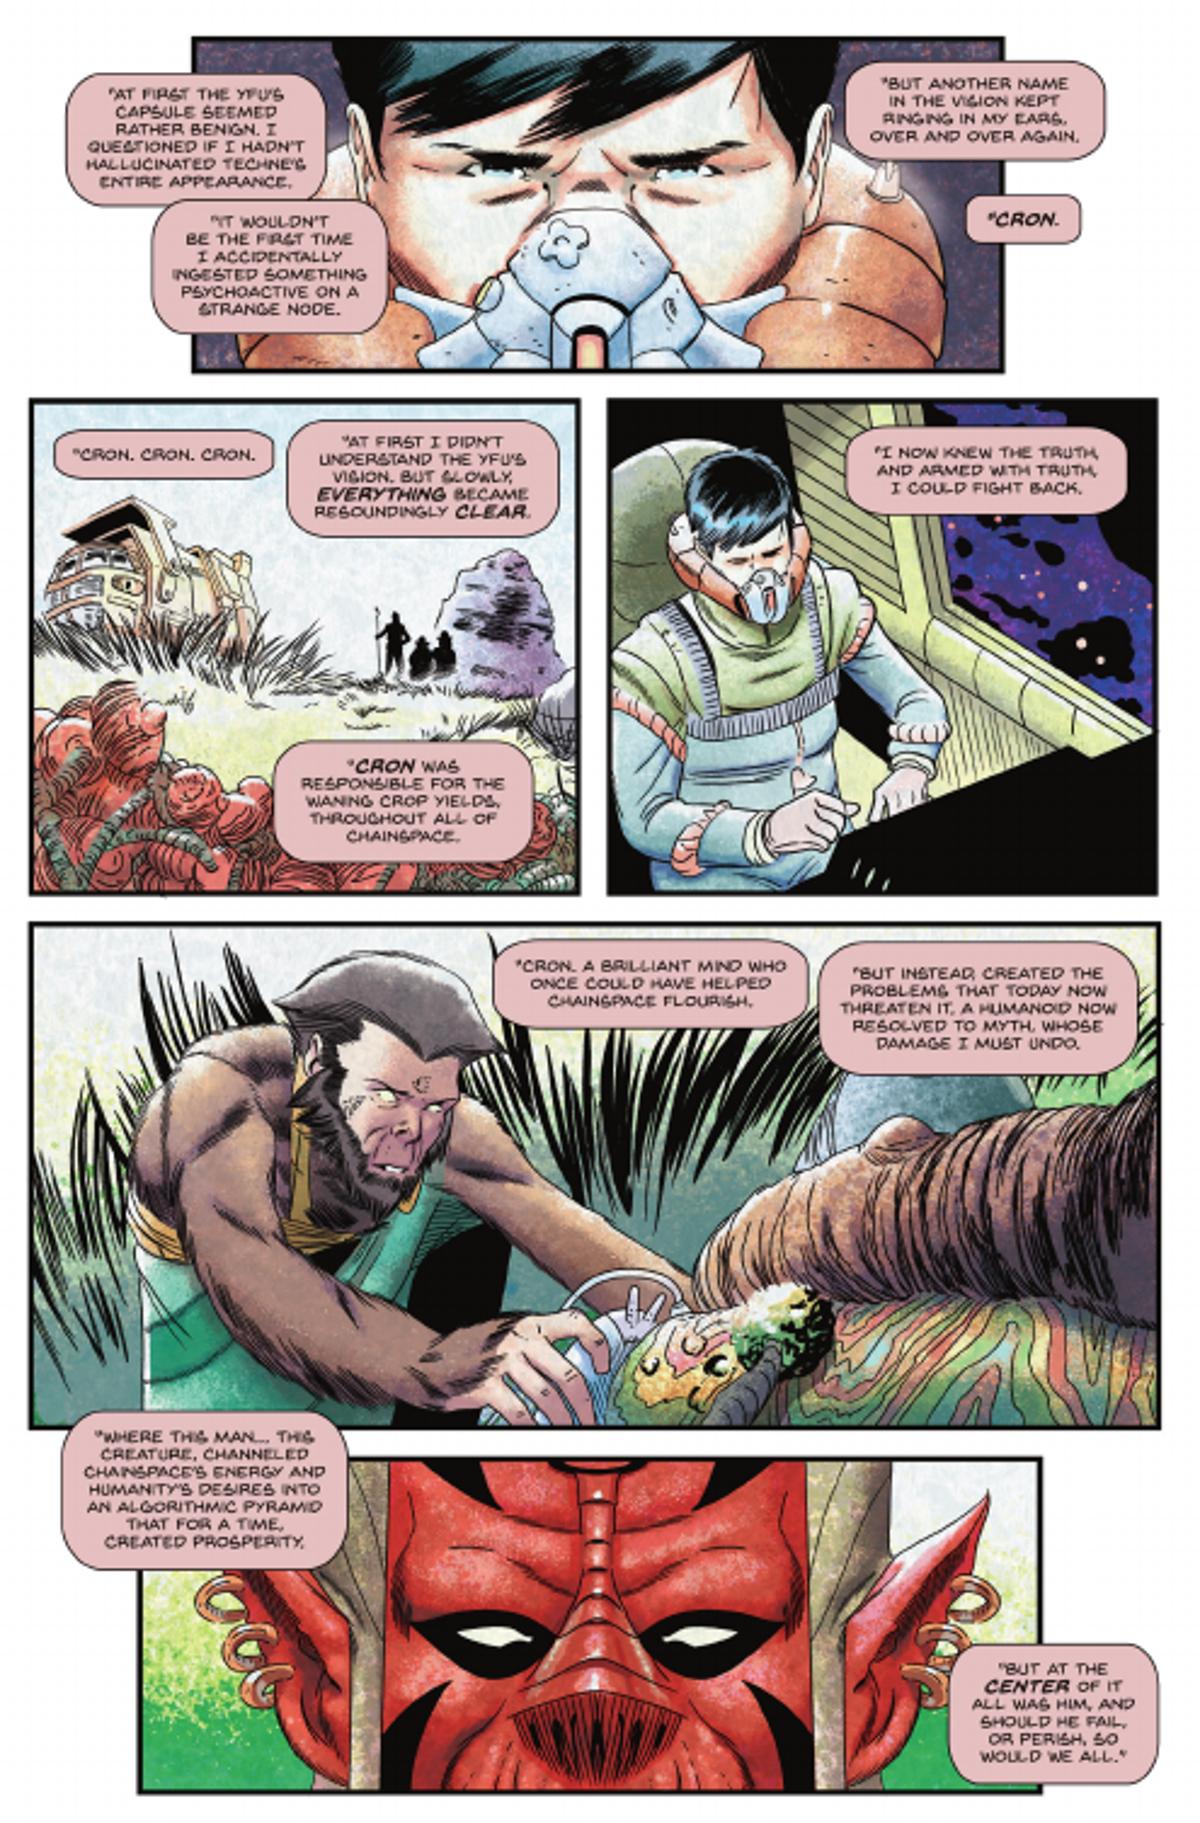 "AT FIRST THE YFU'S
CAPSULE SEEMED
RATHER BENIGN. I
QUESTIONED IF I HADN'T
HALLUCINATED TECHNE'S
ENTIRE APPEARANCE.
"IT WOULDN'T
BE THE FIRST TIME
I ACCIDENTALLY
INGESTED SOMETHING
PSYCHOACTIVE ON A
STRANGE NODE.
"BUT ANOTHER NAME
IN THE VISION KEPT
RINGING IN MY EARS,
OVER AND OVER AGAIN.
"CRON.
"CRON. CRON. CRON.
"AT FIRST I DIDN'T
UNDERSTAND THE YFU'S
VISION. BUT SLOWLY,
EVERYTHING BECAME
RESOUNDINGLY CLEAR.
"CRON WAS
RESPONSIBLE FOR THE
WANING CROP YIELDS,
THROUGHOUT ALL OF
CHAINSPACE.
"I NOW KNEW THE TRUTH,
AND ARMED WITH TRUTH,
I COULD FIGHT BACK.
"CRON. A BRILLIANT MIND WHO
ONCE COULD HAVE HELPED
CHAINSPACE FLOURISH.
"BUT INSTEAD, CREATED THE
PROBLEMS THAT TODAY NOW
THREATEN IT. A HUMANOID NOW
RESOLVED TO MYTH, WHOSE
DAMAGE I MUST UNDO.
"WHERE THIS MAN..., THIS
CREATURE, CHANNELED
CHAINSPACE'S ENERGY AND
HUMANITY'S DESIRES INTO
AN ALGORITHMIC PYRAMID
THAT FOR A TIME,
CREATED PROSPERITY.
"BUT AT THE
CENTER OF IT
ALL WAS HIM, AND
SHOULD HE FAIL,
OR PERISH, SO
WOULD WE ALL."